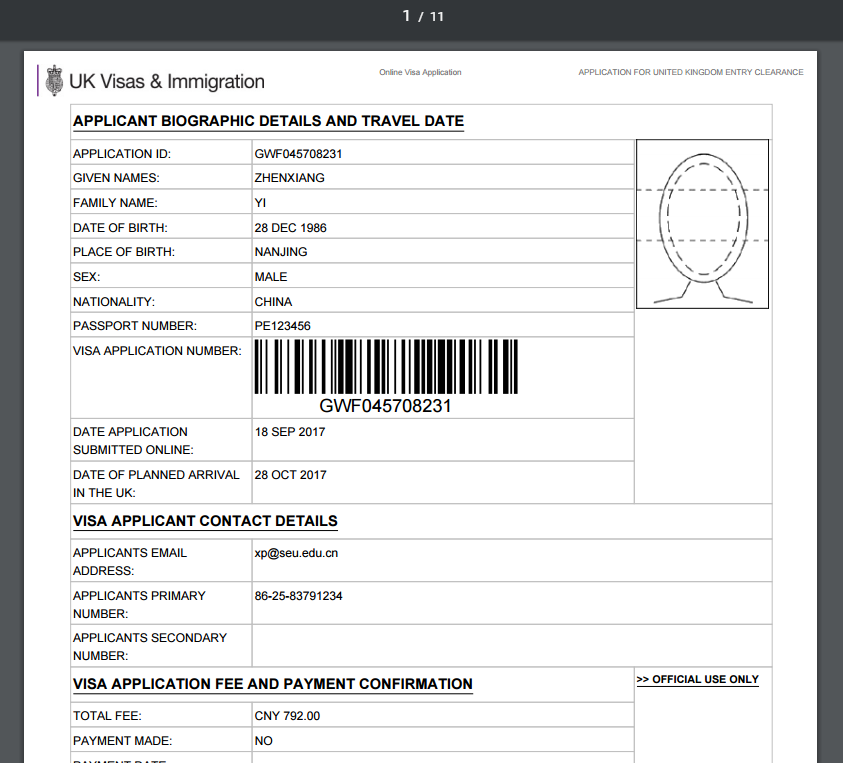 1 / 11
UK Visas & Immigration
Online Visa Application
APPLICATION FOR UNITED KINGDOM ENTRY CLEARANCE
APPLICANT BIOGRAPHIC DETAILS AND TRAVEL DATE
APPLICATION ID: GWF045708231
GIVEN NAMES: ZHENXIANG
FAMILY NAME: YI
DATE OF BIRTH: 28 DEC 1986
PLACE OF BIRTH: NANJING
SEX: MALE
NATIONALITY: CHINA
PASSPORT NUMBER: PE123456
VISA APPLICATION NUMBER:
GWF045708231
DATE APPLICATION
SUBMITTED ONLINE:
18 SEP 2017
DATE OF PLANNED ARRIVAL
IN THE UK:
28 OCT 2017
VISA APPLICANT CONTACT DETAILS
APPLICANTS EMAIL
ADDRESS:
xp@seu.edu.cn
APPLICANTS PRIMARY
NUMBER:
86-25-83791234
APPLICANTS SECONDARY
NUMBER:
VISA APPLICATION FEE AND PAYMENT CONFIRMATION
>> OFFICIAL USE ONLY
TOTAL FEE: CNY 792.00
PAYMENT MADE: NO
PAYMENT DATE